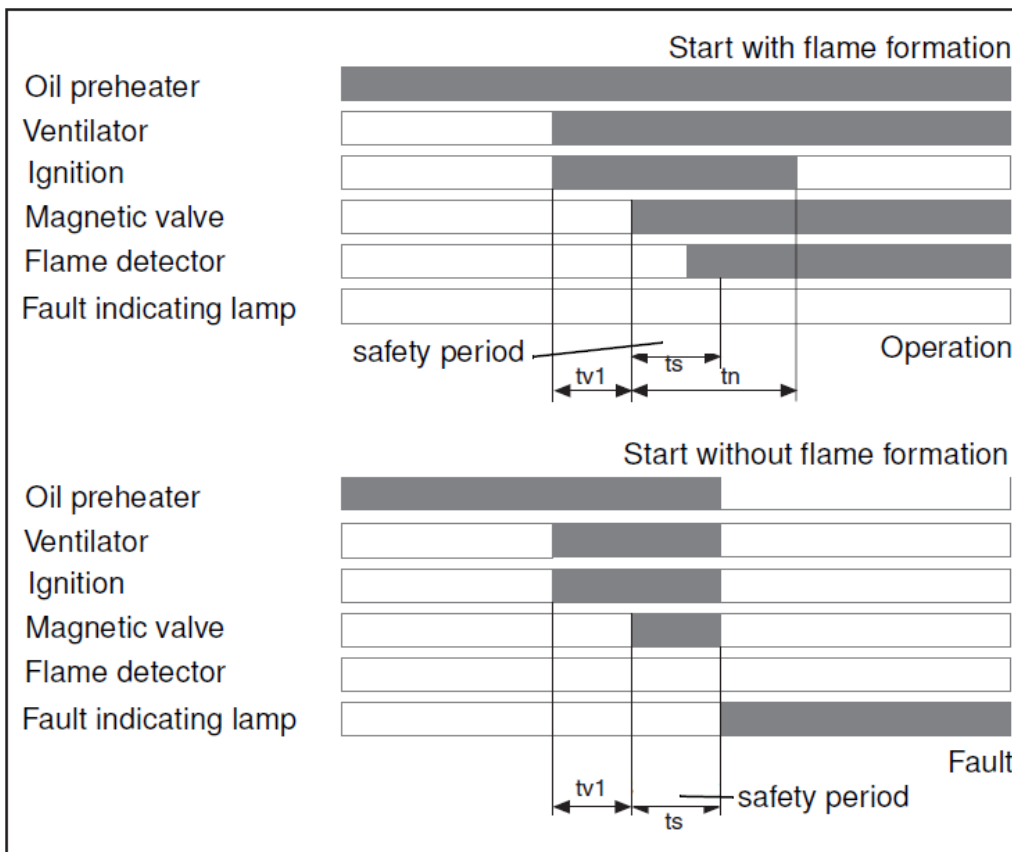 Start with flame formation
Oil preheater
Ventilator
Ignition
Magnetic valve
Flame detector
Fault indicating lamp
Operation
safety period
ts
tv1
tn
Start without flame formation
Oil preheater
Ventilator
Ignition
Magnetic valve
Flame detector
Fault indicating lamp
Fault
tv1
safety period
ts